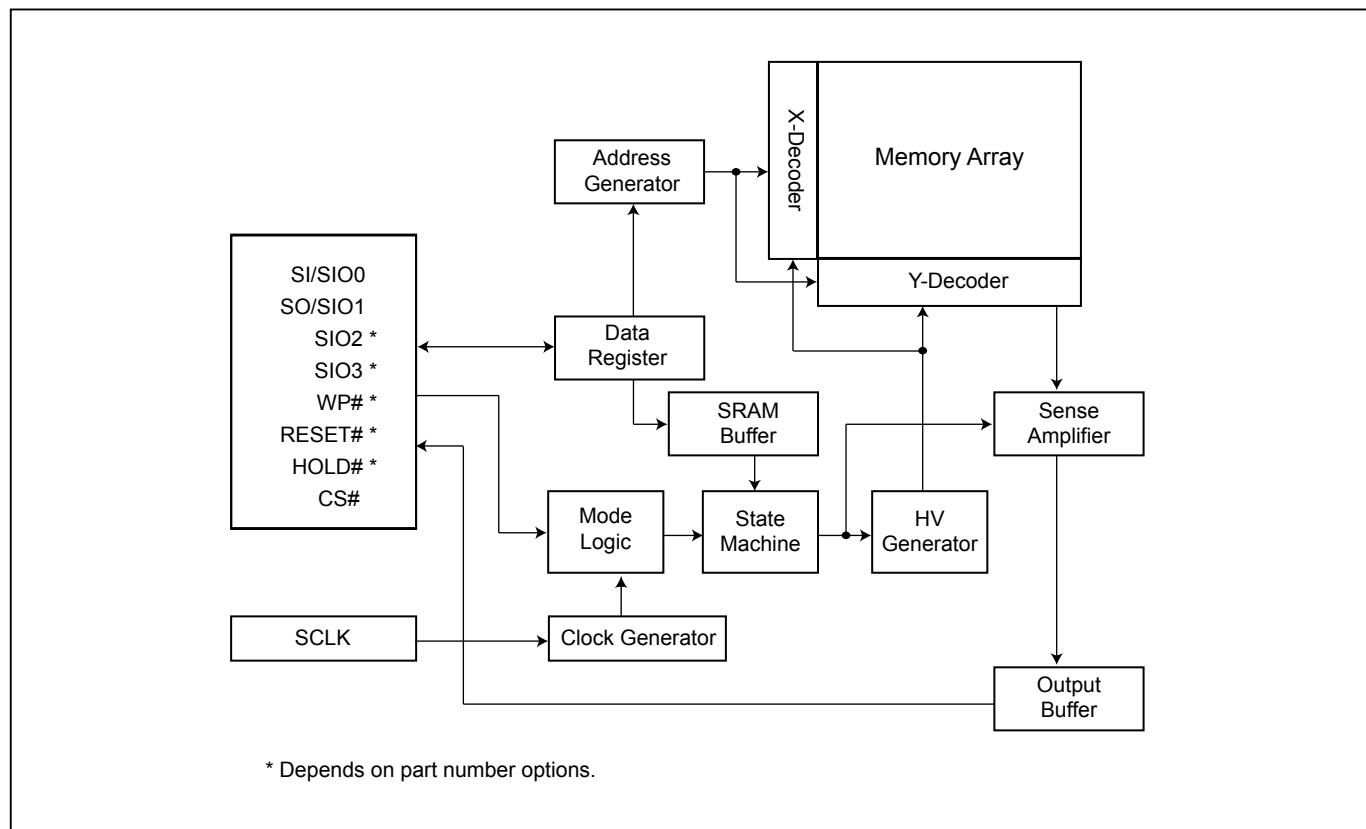 X-Decoder
Memory Array
Address
Generator
Y-Decoder
SI/SIO0
SO/SIO1
SIO2 *
SIO3 *
WP# *
RESET# *
HOLD# *
CS#
Data
Register
SRAM
Buffer
Sense
Amplifier
Mode
Logic
State
Machine
HV
Generator
SCLK
Clock Generator
Output
Buffer
* Depends on part number options.